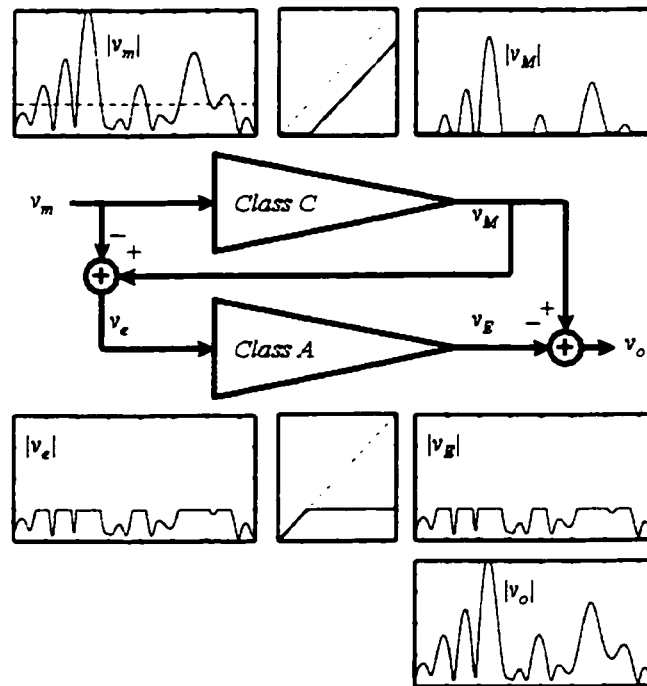 |v_m|
|v_M|
v_m
Class C
v_M
−
+
+
v_e
Class A
v_E
−
+
+
v_o
|v_e|
|v_E|
|v_o|